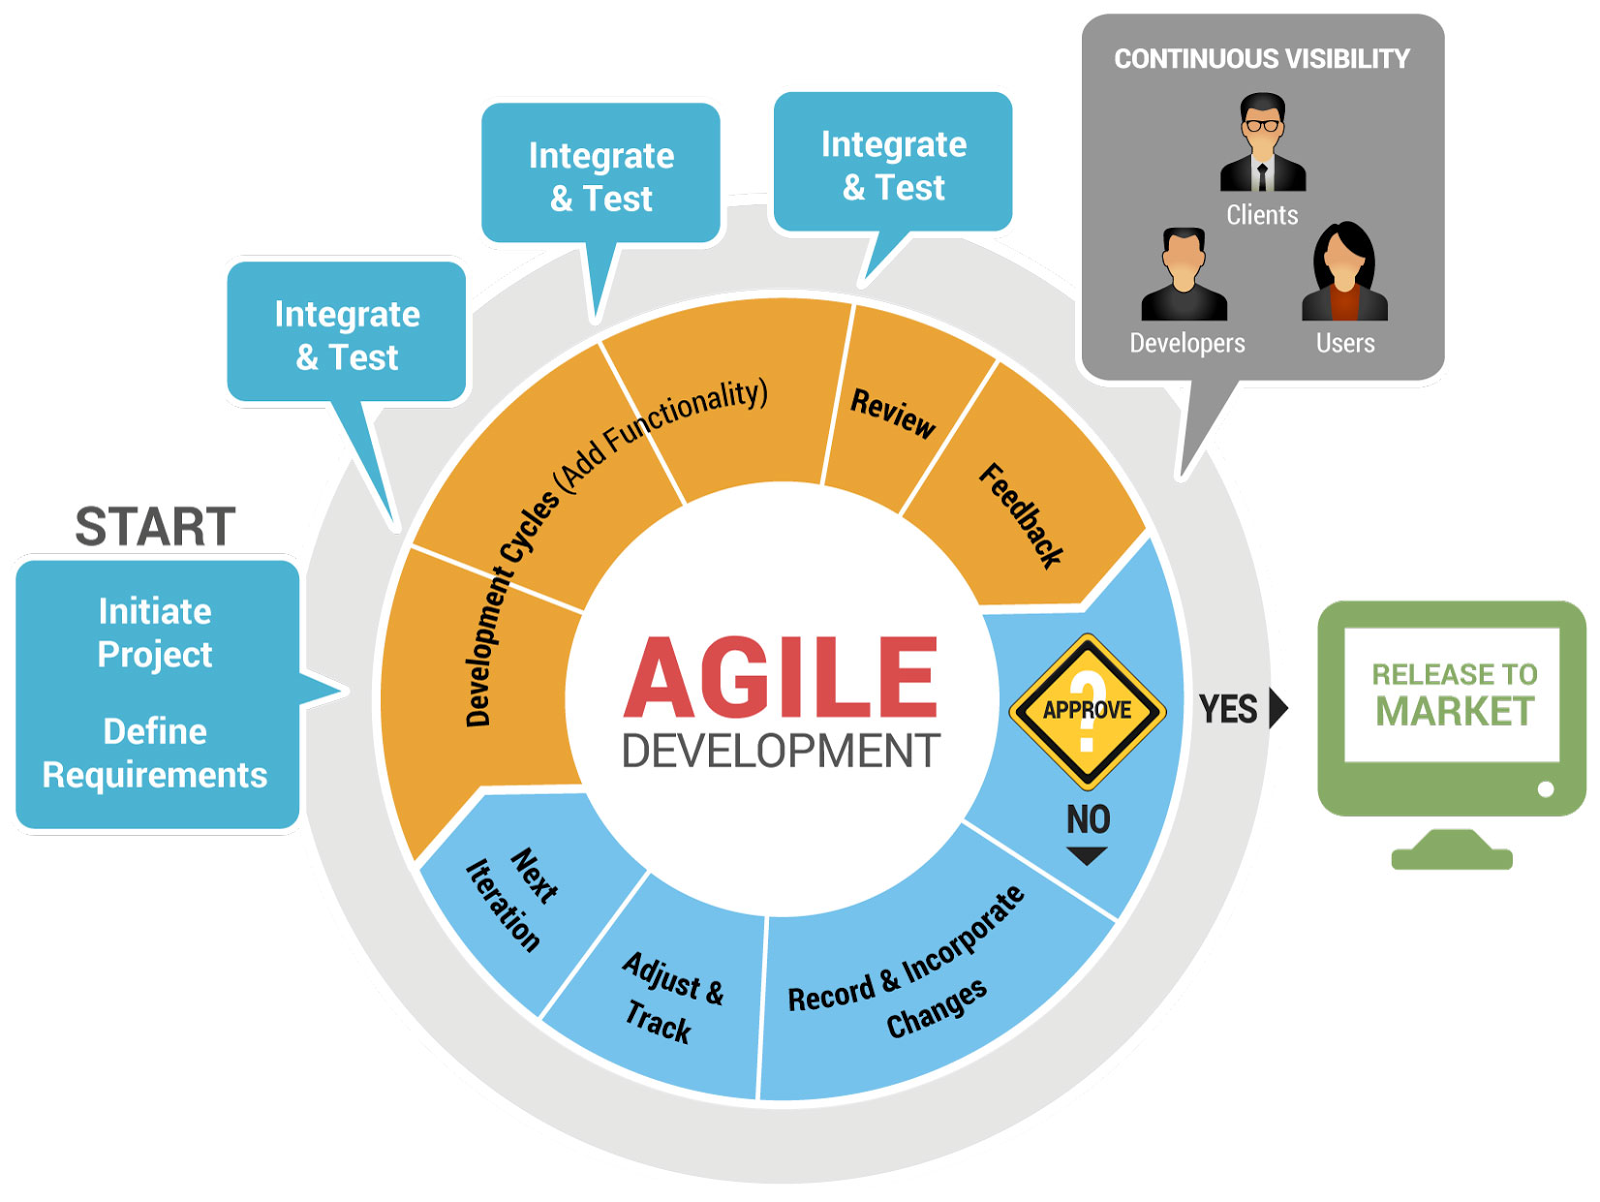 CONTINUOUS VISIBILITY
Clients
Developers
Users
Integrate
& Test
Integrate
& Test
Integrate
& Test
START
Initiate
Project
Define
Requirements
Development Cycles (Add Functionality)
Review
Feedback
AGILE
DEVELOPMENT
?
APPROVE
YES
NO
RELEASE TO
MARKET
Record & Incorporate
Changes
Adjust &
Track
Next
Iteration